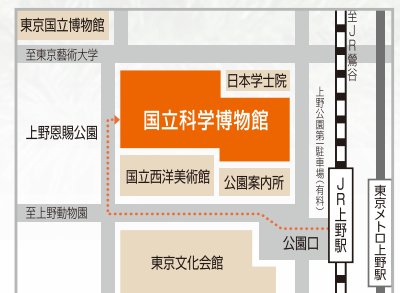 東京国立博物館
至JR鶯谷
至東京藝術大学
日本学士院
国立科学博物館
上野恩賜公園
上野公園第一駐車場(有料)
国立西洋美術館
公園案内所
JR上野駅
東京メトロ上野駅
至上野動物園
公園口
東京文化会館